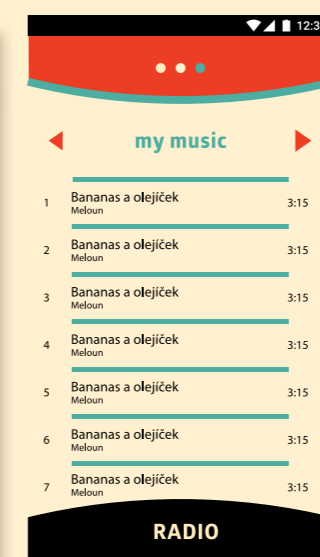 12:3
my music
1
Bananas a olejíček
Meloun
3:15
2
Bananas a olejíček
Meloun
3:15
3
Bananas a olejíček
Meloun
3:15
4
Bananas a olejíček
Meloun
3:15
5
Bananas a olejíček
Meloun
3:15
6
Bananas a olejíček
Meloun
3:15
7
Bananas a olejíček
Meloun
3:15
RADIO